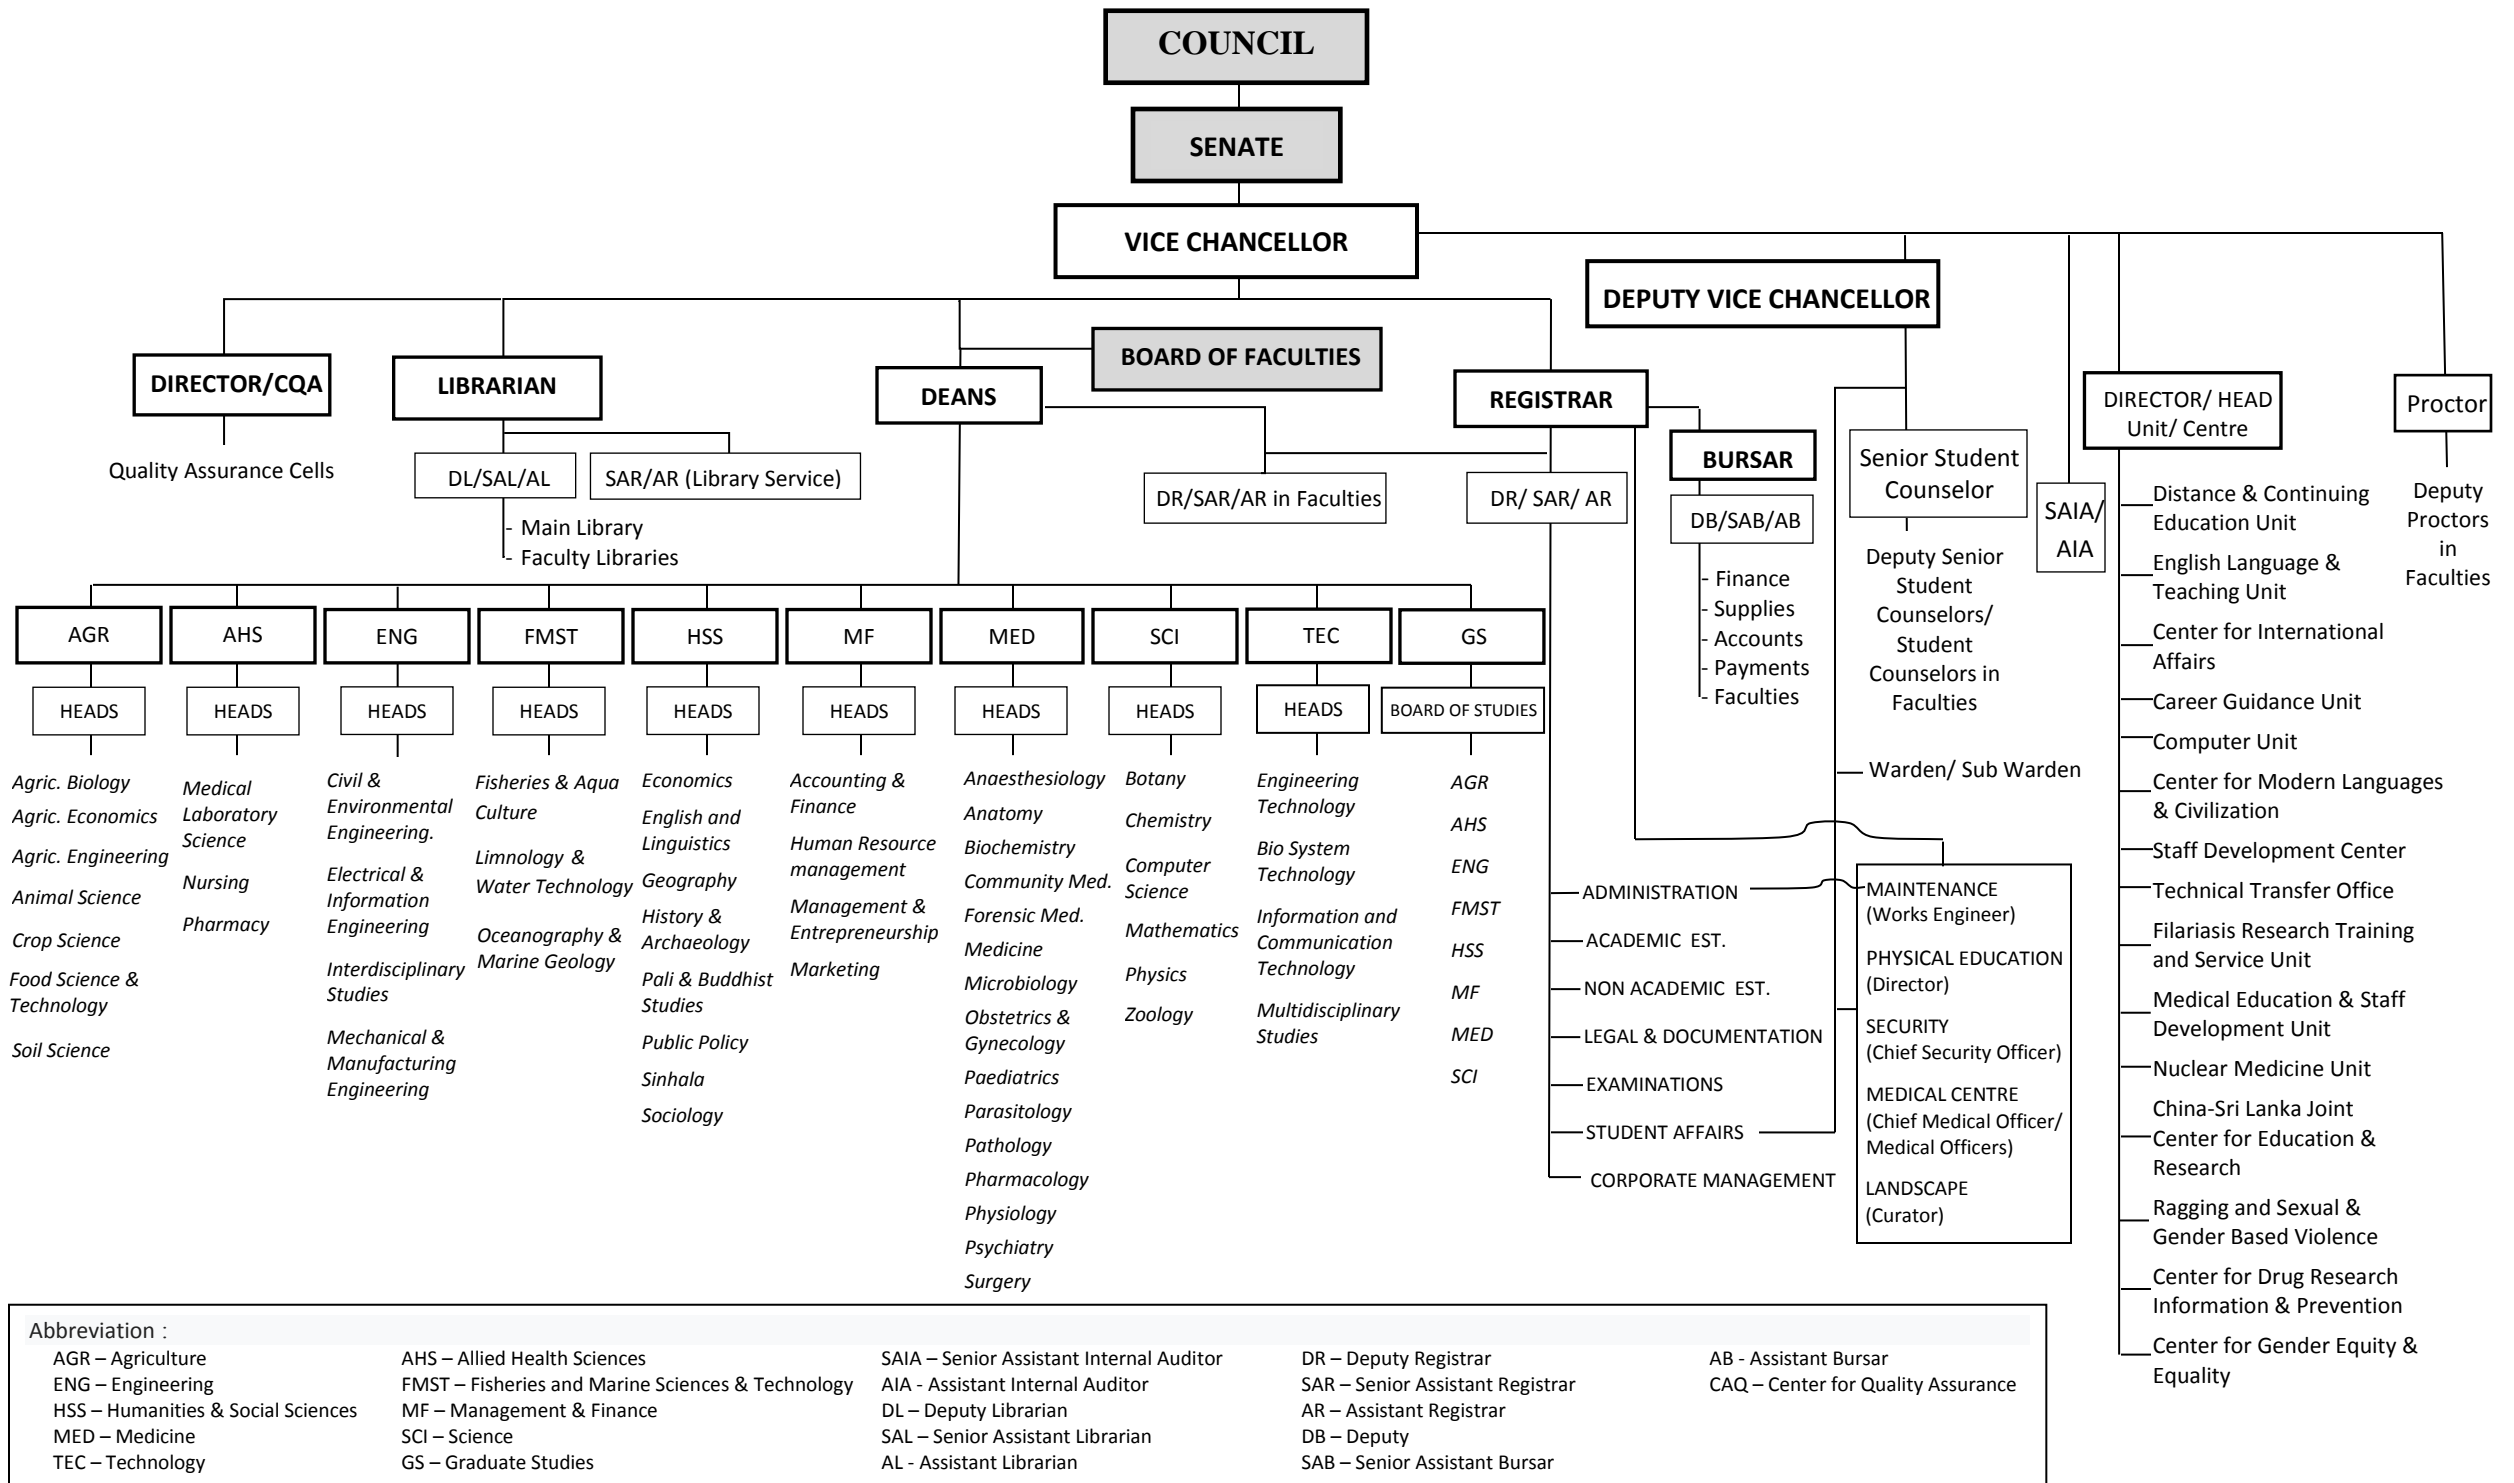 COUNCIL
SENATE
VICE CHANCELLOR
DEPUTY VICE CHANCELLOR
BOARD OF FACULTIES
DIRECTOR/CQA
LIBRARIAN
DEANS
REGISTRAR
DIRECTOR/ HEAD
Unit/ Centre
Proctor
Quality Assurance Cells
DL/SAL/AL
SAR/AR (Library Service)
- Main Library
- Faculty Libraries
DR/SAR/AR in Faculties
DR/ SAR/ AR
BURSAR
DB/SAB/AB
- Finance
- Supplies
- Accounts
- Payments
- Faculties
Senior Student
Counselor
Deputy Senior
Student
Counselors/
Student
Counselors in
Faculties
Warden/ Sub Warden
SAIA/
AIA
Deputy
Proctors
in
Faculties
Distance & Continuing
Education Unit
English Language &
Teaching Unit
Center for International
Affairs
Career Guidance Unit
Computer Unit
Center for Modern Languages
& Civilization
Staff Development Center
Technical Transfer Office
Filariasis Research Training
and Service Unit
Medical Education & Staff
Development Unit
Nuclear Medicine Unit
China-Sri Lanka Joint
Center for Education &
Research
Ragging and Sexual &
Gender Based Violence
Center for Drug Research
Information & Prevention
Center for Gender Equity &
Equality
AGR
HEADS
Agric. Biology
Agric. Economics
Agric. Engineering
Animal Science
Crop Science
Food Science &
Technology
Soil Science
AHS
HEADS
Medical
Laboratory
Science
Nursing
Pharmacy
ENG
HEADS
Civil &
Environmental
Engineering.
Electrical &
Information
Engineering
Interdisciplinary
Studies
Mechanical &
Manufacturing
Engineering
FMST
HEADS
Fisheries & Aqua
Culture
Limnology &
Water Technology
Oceanography &
Marine Geology
HSS
HEADS
Economics
English and
Linguistics
Geography
History &
Archaeology
Pali & Buddhist
Studies
Public Policy
Sinhala
Sociology
MF
HEADS
Accounting &
Finance
Human Resource
management
Management &
Entrepreneurship
Marketing
MED
HEADS
Anaesthesiology
Anatomy
Biochemistry
Community Med.
Forensic Med.
Medicine
Microbiology
Obstetrics &
Gynecology
Paediatrics
Parasitology
Pathology
Pharmacology
Physiology
Psychiatry
Surgery
SCI
HEADS
Botany
Chemistry
Computer
Science
Mathematics
Physics
Zoology
TEC
HEADS
Engineering
Technology
Bio System
Technology
Information and
Communication
Technology
Multidisciplinary
Studies
GS
BOARD OF STUDIES
AGR
AHS
ENG
FMST
HSS
MF
MED
SCI
ADMINISTRATION
ACADEMIC EST.
NON ACADEMIC EST.
LEGAL & DOCUMENTATION
EXAMINATIONS
STUDENT AFFAIRS
CORPORATE MANAGEMENT
MAINTENANCE
(Works Engineer)
PHYSICAL EDUCATION
(Director)
SECURITY
(Chief Security Officer)
MEDICAL CENTRE
(Chief Medical Officer/
Medical Officers)
LANDSCAPE
(Curator)
Abbreviation :
AGR – Agriculture
ENG – Engineering
HSS – Humanities & Social Sciences
MED – Medicine
TEC – Technology
AHS – Allied Health Sciences
FMST – Fisheries and Marine Sciences & Technology
MF – Management & Finance
SCI – Science
GS – Graduate Studies
SAIA – Senior Assistant Internal Auditor
AIA - Assistant Internal Auditor
DL – Deputy Librarian
SAL – Senior Assistant Librarian
AL - Assistant Librarian
DR – Deputy Registrar
SAR – Senior Assistant Registrar
AR – Assistant Registrar
DB – Deputy
SAB – Senior Assistant Bursar
AB - Assistant Bursar
CAQ – Center for Quality Assurance